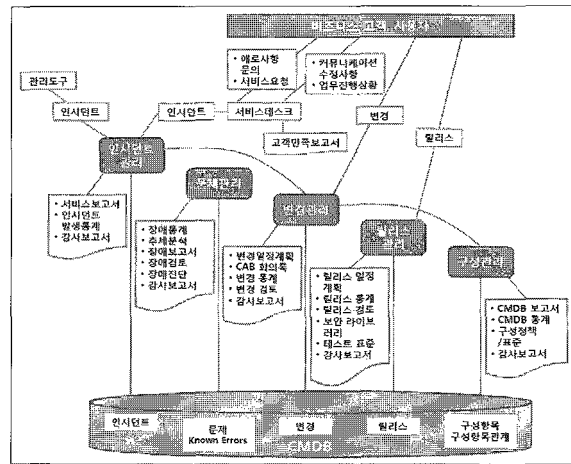 비즈니스 고객 사용자
• 애로사항
문의
• 서비스요청
• 커뮤니케이션
수정사항
• 업무진행상황
관리도구
인시던트
인시던트
서비스데스크
변경
릴리스
고객만족보고서
인시던트
관리
문제관리
변경관리
릴리스
관리
구성관리
• 서비스보고서
• 인시던트
발생통계
• 감사보고서
• 장애통계
• 추세분석
• 장애보고서
• 장애검토
• 장애진단
• 감사보고서
• 변경일정계획
• CAB 회의록
• 변경 통계
• 변경 검토
• 감사보고서
• 릴리스 일정
계획
• 릴리스 통계
• 릴리스 검토
• 보안 라이브
러리
• 테스트 표준
• 감사보고서
• CMDB 보고서
• CMDB 통계
• 구성정책
/표준
• 감사보고서
인시던트
문제
Known Errors
변경
릴리스
구성항목
구성항목관계
CMDB